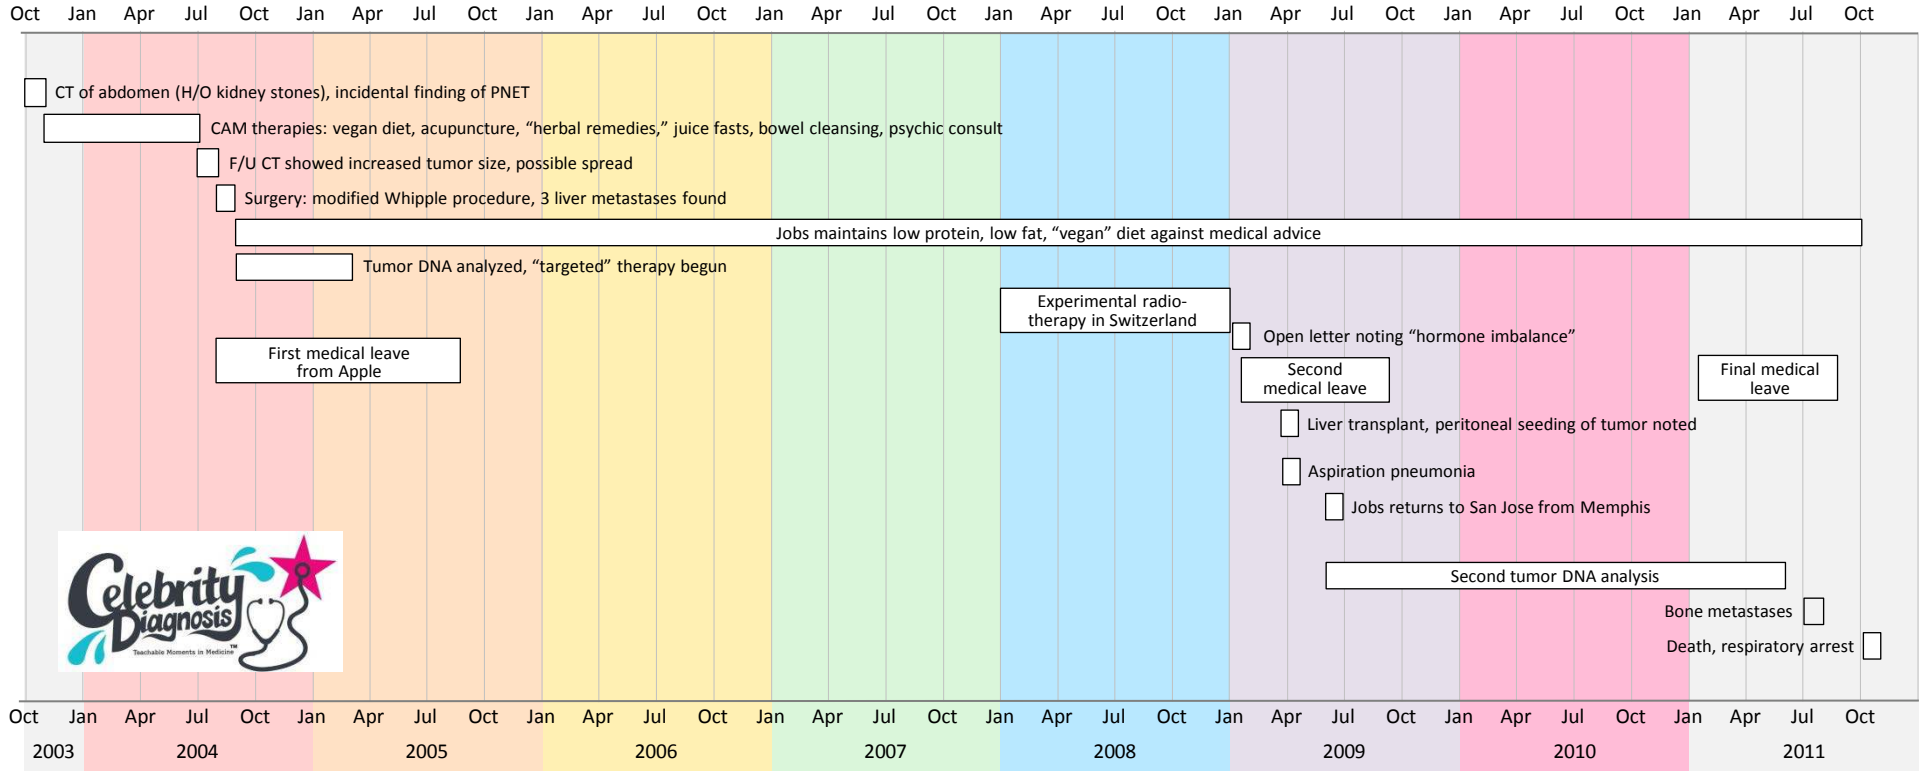 Oct Jan Apr Jul Oct Jan Apr Jul Oct Jan Apr Jul Oct Jan Apr Jul Oct Jan Apr Jul Oct Jan Apr Jul Oct Jan Apr Jul Oct Jan Apr Jul Oct
CT of abdomen (H/O kidney stones), incidental finding of PNET
CAM therapies: vegan diet, acupuncture, “herbal remedies,” juice fasts, bowel cleansing, psychic consult
F/U CT showed increased tumor size, possible spread
Surgery: modified Whipple procedure, 3 liver metastases found
Jobs maintains low protein, low fat, “vegan” diet against medical advice
Tumor DNA analyzed, “targeted” therapy begun
Experimental radio-
therapy in Switzerland
Open letter noting “hormone imbalance”
First medical leave
from Apple
Second
medical leave
Final medical
leave
Liver transplant, peritoneal seeding of tumor noted
Aspiration pneumonia
Jobs returns to San Jose from Memphis
Second tumor DNA analysis
Bone metastases
Death, respiratory arrest
Celebrity
Diagnosis™
Teachable Moments in Medicine
Oct Jan Apr Jul Oct Jan Apr Jul Oct Jan Apr Jul Oct Jan Apr Jul Oct Jan Apr Jul Oct Jan Apr Jul Oct Jan Apr Jul Oct Jan Apr Jul Oct
2003 2004 2005 2006 2007 2008 2009 2010 2011